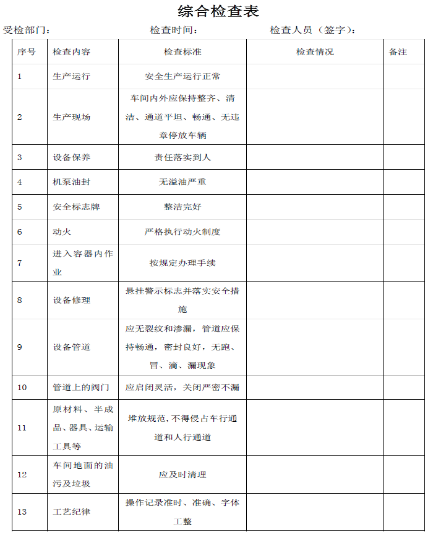 综合检查表
受检部门： 检查时间： 检查人员（签字）：
序号 检查内容 检查标准 检查情况 备注
1 生产运行 安全生产运行正常
2 生产现场 车间内外应保持整齐、清
洁、通道平坦、畅通、无违
章停放车辆
3 设备保养 责任落实到人
4 机泵油封 无溢油严重
5 安全标志牌 整洁完好
6 动火 严格执行动火制度
7 进入容器内作
业 按规定办理手续
8 设备修理 悬挂警示标志并落实安全措
施
9 设备管道 应无裂纹和渗漏，管道应保
持畅通，密封良好，无跑、
冒、滴、漏现象
10 管道上的阀门 应启闭灵活，关闭严密不漏
11 原材料、半成
品、器具、运输
工具等 堆放规范,不得侵占车行通
道和人行通道
12 车间地面的油
污及垃圾 应及时清理
13 工艺纪律 操作记录准时、准确、字体
工整